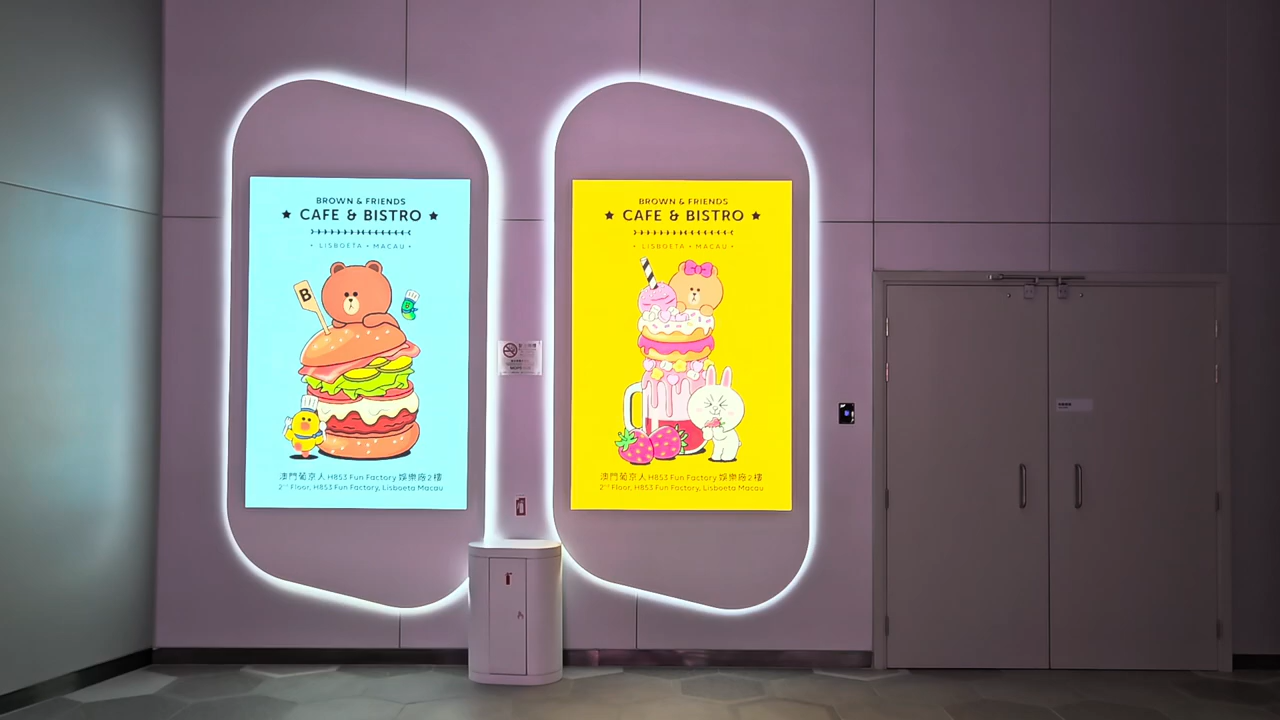 BROWN & FRIENDS
★ CAFE & BISTRO ★
• LISBOETA • MACAU •
B
澳門葡京人 H853 Fun Factory 娛樂廠2樓
2nd Floor, H853 Fun Factory, Lisboeta Macau
BROWN & FRIENDS
★ CAFE & BISTRO ★
• LISBOETA • MACAU •
澳門葡京人 H853 Fun Factory 娛樂廠2樓
2nd Floor, H853 Fun Factory, Lisboeta Macau